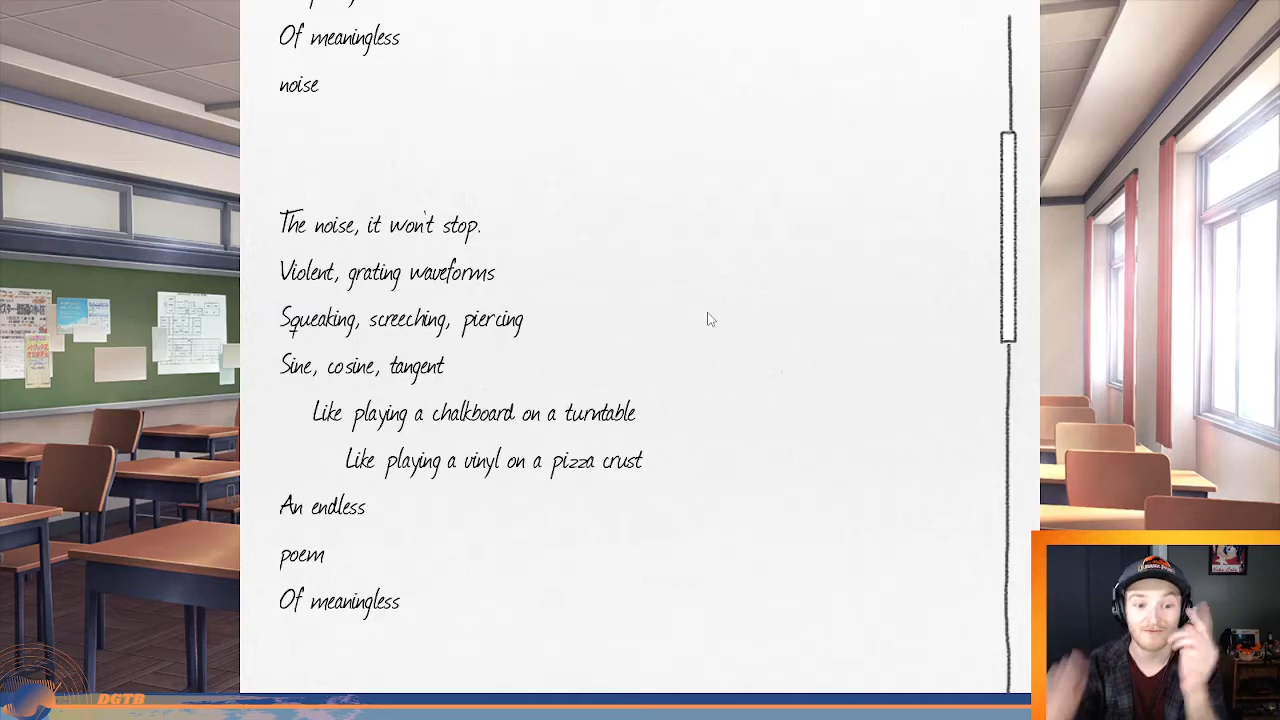 Of meaningless
noise
The noise, it won't stop.
Violent, grating waveforms
Squeaking, screeching, piercing
Sine, cosine, tangent
Like playing a chalkboard on a turntable
Like playing a vinyl on a pizza crust
An endless
poem
Of meaningless
DGTB